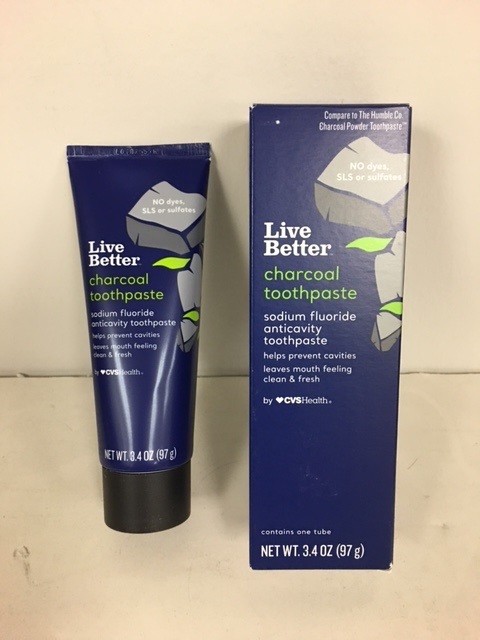 NO dyes,
SLS or sulfates
Live
Better
charcoal
toothpaste
sodium fluoride
anticavity toothpaste
helps prevent cavities
leaves mouth feeling
clean & fresh
by CVSHealth
NET WT. 3.4 OZ (97 g)
Compare to The Humble Co.
Charcoal Powder Toothpaste™
NO dyes,
SLS or sulfates
Live
Better
charcoal
toothpaste
sodium fluoride
anticavity
toothpaste
helps prevent cavities
leaves mouth feeling
clean & fresh
by CVSHealth
contains one tube
NET WT. 3.4 OZ (97 g)